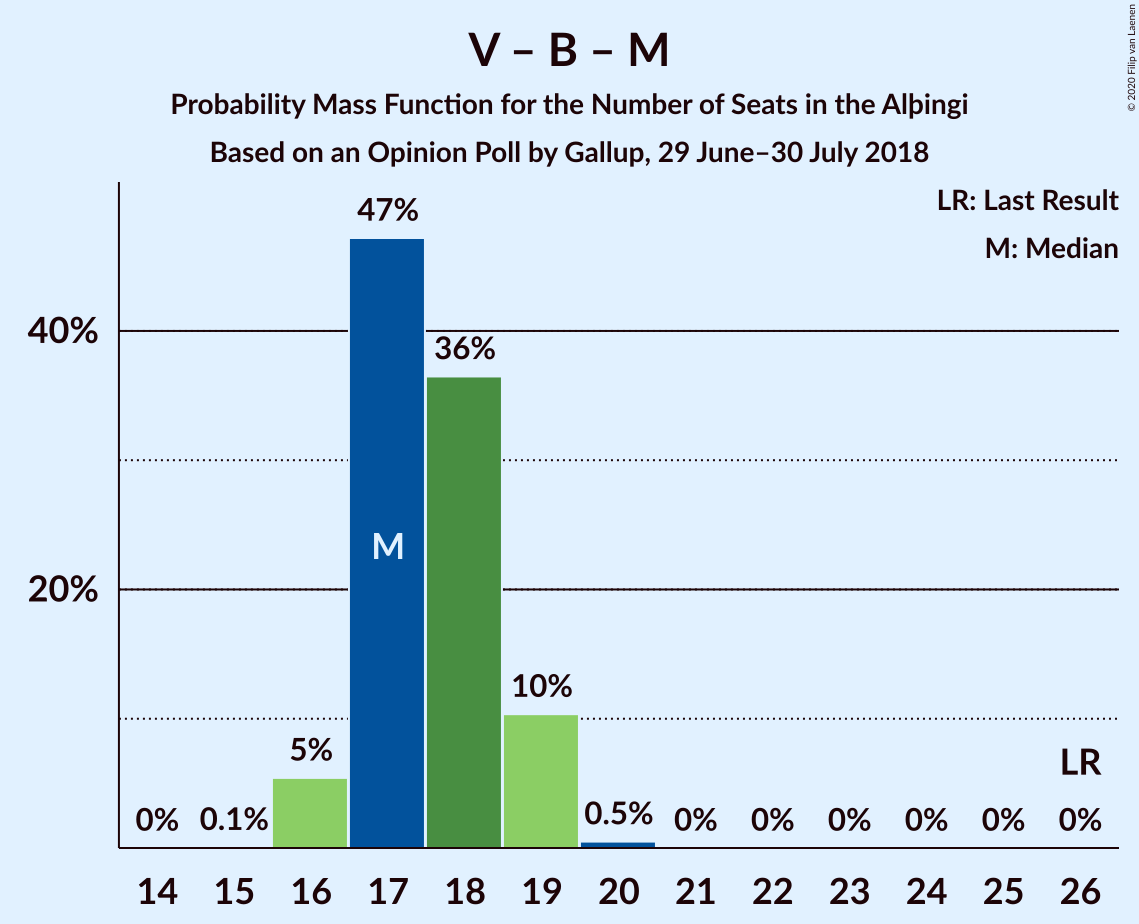 V – B – M
Probability Mass Function for the Number of Seats in the Alþingi
Based on an Opinion Poll by Gallup, 29 June–30 July 2018
© 2020 Filip van Laenen
LR: Last Result
M: Median
47%
40%
36%
M
20%
10%
5%
LR
0% 0.1% 0.5% 0% 0% 0% 0% 0% 0%
14 15 16 17 18 19 20 21 22 23 24 25 26